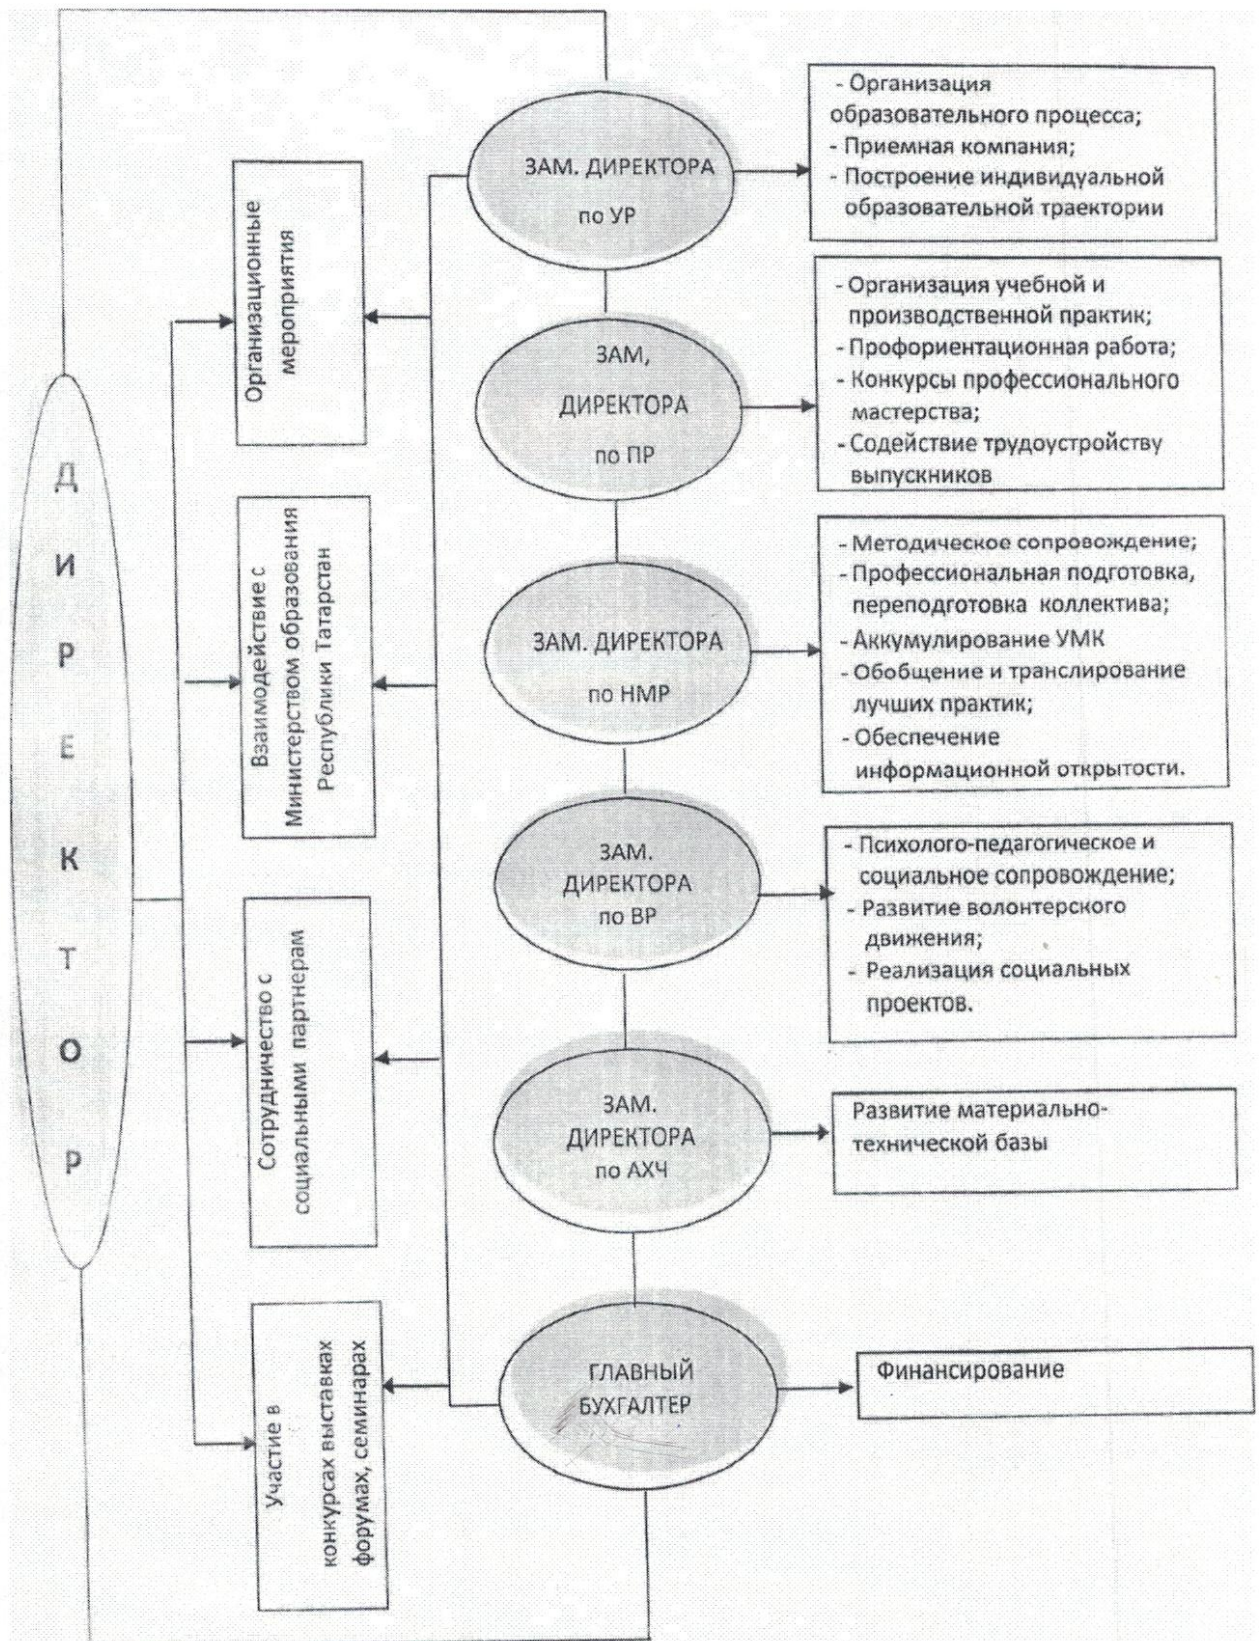 ДИРЕКТОР
Организационные
мероприятия
Взаимодействие с
Министерством образования
Республики Татарстан
Сотрудничество с
социальными партнерам
Участие в
конкурсах выставках
форумах, семинарах
ЗАМ. ДИРЕКТОРА
по УР
- Организация
образовательного процесса;
- Приемная компания;
- Построение индивидуальной
образовательной траектории
ЗАМ,
ДИРЕКТОРА
по ПР
- Организация учебной и
производственной практик;
- Профориентационная работа;
- Конкурсы профессионального
мастерства;
- Содействие трудоустройству
выпускников
ЗАМ. ДИРЕКТОРА
по НМР
- Методическое сопровождение;
- Профессиональная подготовка,
переподготовка коллектива;
- Аккумулирование УМК
- Обобщение и транслирование
лучших практик;
- Обеспечение
информационной открытости.
ЗАМ.
ДИРЕКТОРА
по ВР
- Психолого-педагогическое и
социальное сопровождение;
- Развитие волонтерского
движения;
- Реализация социальных
проектов.
ЗАМ.
ДИРЕКТОРА
по АХЧ
Развитие материально-
технической базы
ГЛАВНЫЙ
БУХГАЛТЕР
Финансирование